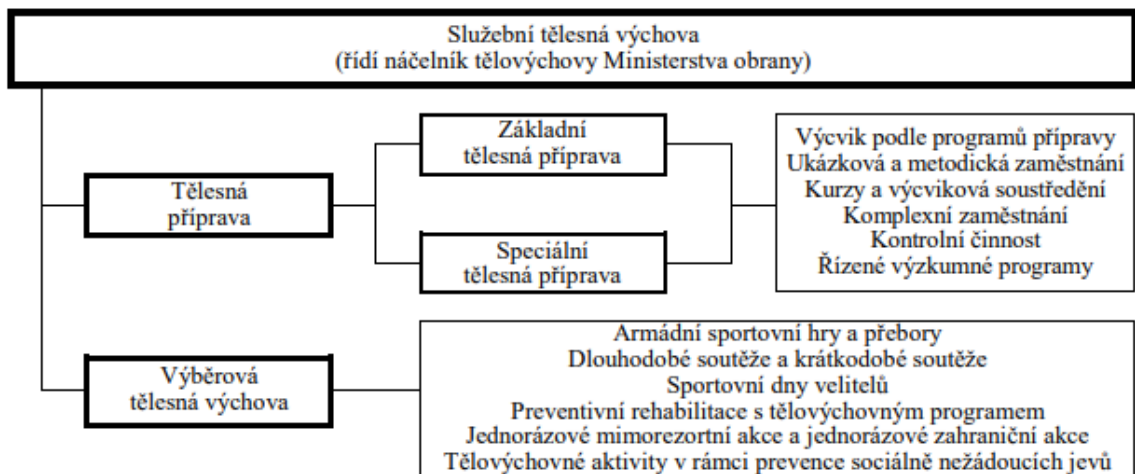 Služební tělesná výchova
(řídí náčelník tělovýchovy Ministerstva obrany)
Tělesná
příprava
Základní
tělesná příprava
Speciální
tělesná příprava
Výcvik podle programů přípravy
Ukázková a metodická zaměstnání
Kurzy a výcviková soustředění
Komplexní zaměstnání
Kontrolní činnost
Řízené výzkumné programy
Výběrová
tělesná výchova
Armádní sportovní hry a přebory
Dlouhodobé soutěže a krátkodobé soutěže
Sportovní dny velitelů
Preventivní rehabilitace s tělovýchovným programem
Jednorázové mimorezortní akce a jednorázové zahraniční akce
Tělovýchovné aktivity v rámci prevence sociálně nežádoucích jevů